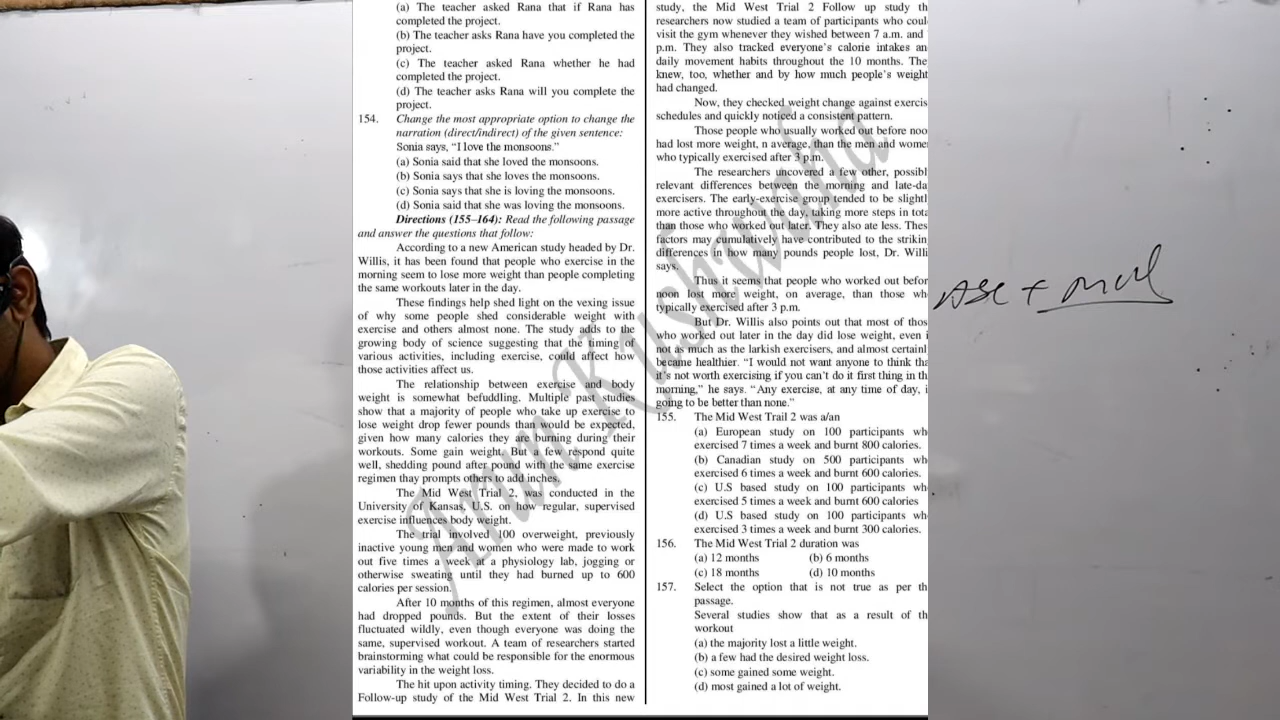 (a) The teacher asked Rana that if Rana has
completed the project.
(b) The teacher asks Rana have you completed the
project.
(c) The teacher asked Rana whether he had
completed the project.
(d) The teacher asks Rana will you complete the
project.
154. Change the most appropriate option to change the
narration (direct/indirect) of the given sentence:
Sonia says, “I love the monsoons.”
(a) Sonia said that she loved the monsoons.
(b) Sonia says that she loves the monsoons.
(c) Sonia says that she is loving the monsoons.
(d) Sonia said that she was loving the monsoons.
Directions (155–164): Read the following passage
and answer the questions that follow:
According to a new American study headed by Dr.
Willis, it has been found that people who exercise in the
morning seem to lose more weight than people completing
the same workouts later in the day.
These findings help shed light on the vexing issue
of why some people shed considerable weight with
exercise and others almost none. The study adds to the
growing body of science suggesting that the timing of
various activities, including exercise, could affect how
those activities affect us.
The relationship between exercise and body
weight is somewhat befuddling. Multiple past studies
show that a majority of people who take up exercise to
lose weight drop fewer pounds than would be expected,
given how many calories they are burning during their
workouts. Some gain weight. But a few respond quite
well, shedding pound after pound with the same exercise
regimen thay prompts others to add inches.
The Mid West Trial 2, was conducted in the
University of Kansas, U.S. on how regular, supervised
exercise influences body weight.
The trial involved 100 overweight, previously
inactive young men and women who were made to work
out five times a week at a physiology lab, jogging or
otherwise sweating until they had burned up to 600
calories per session.
After 10 months of this regimen, almost everyone
had dropped pounds. But the extent of their losses
fluctuated wildly, even though everyone was doing the
same, supervised workout. A team of researchers started
brainstorming what could be responsible for the enormous
variability in the weight loss.
The hit upon activity timing. They decided to do a
Follow-up study of the Mid West Trial 2. In this new
study, the Mid West Trial 2 Follow up study th
researchers now studied a team of participants who coul
visit the gym whenever they wished between 7 a.m. and
p.m. They also tracked everyone’s calorie intakes an
daily movement habits throughout the 10 months. The
knew, too, whether and by how much people’s weight
had changed.
Now, they checked weight change against exercis
schedules and quickly noticed a consistent pattern.
Those people who usually worked out before noo
had lost more weight, n average, than the men and wome
who typically exercised after 3 p.m.
The researchers uncovered a few other, possibl
relevant differences between the morning and late-da
exercisers. The early-exercise group tended to be slightl
more active throughout the day, taking more steps in tota
than those who worked out later. They also ate less. Thes
factors may cumulatively have contributed to the strikin
differences in how many pounds people lost, Dr. Willi
says.
Thus it seems that people who worked out befor
noon lost more weight, on average, than those wh
typically exercised after 3 p.m.
But Dr. Willis also points out that most of thos
who worked out later in the day did lose weight, even i
not as much as the larkish exercisers, and almost certainl
became healthier. “I would not want anyone to think tha
it’s not worth exercising if you can’t do it first thing in th
morning,” he says. “Any exercise, at any time of day, i
going to be better than none.”
155. The Mid West Trail 2 was a/an
(a) European study on 100 participants wh
exercised 7 times a week and burnt 800 calories.
(b) Canadian study on 500 participants wh
exercised 6 times a week and burnt 600 calories.
(c) U.S based study on 100 participants wh
exercised 5 times a week and burnt 600 calories
(d) U.S based study on 100 participants wh
exercised 3 times a week and burnt 300 calories.
156. The Mid West Trial 2 duration was
(a) 12 months (b) 6 months
(c) 18 months (d) 10 months
157. Select the option that is not true as per th
passage.
Several studies show that as a result of th
workout
(a) the majority lost a little weight.
(b) a few had the desired weight loss.
(c) some gained some weight.
(d) most gained a lot of weight.
Arun Kushwaha